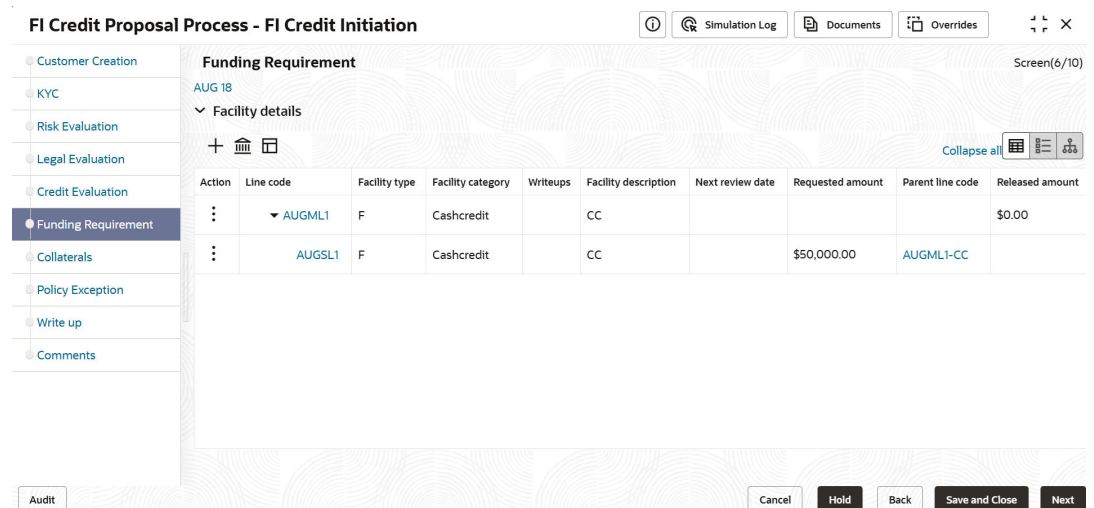 FI Credit Proposal Process - FI Credit Initiation
Simulation Log
Documents
Overrides
Customer Creation
KYC
Risk Evaluation
Legal Evaluation
Credit Evaluation
Funding Requirement
Collaterals
Policy Exception
Write up
Comments
Funding Requirement Screen(6/10)
AUG 18
Facility details
Collapse all
Action Line code Facility type Facility category Writeups Facility description Next review date Requested amount Parent line code Released amount
AUGML1 F Cashcredit CC $0.00
AUGSL1 F Cashcredit CC $50,000.00 AUGML1-CC
Audit Cancel Hold Back Save and Close Next